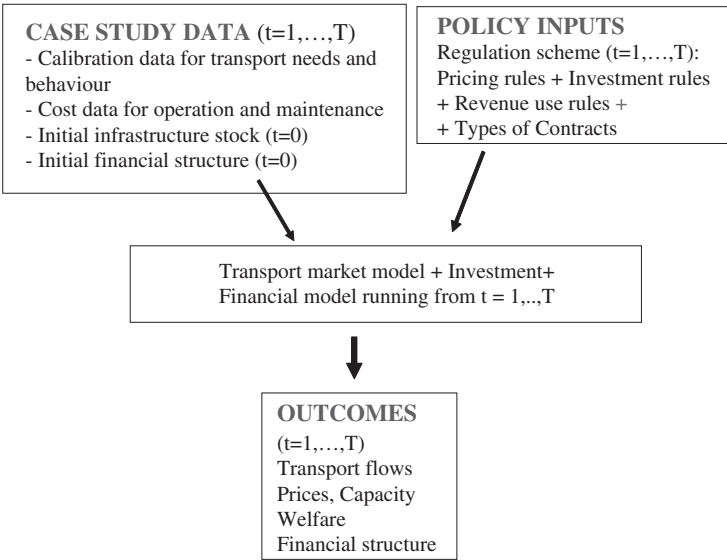 CASE STUDY DATA (t=1,…,T)
- Calibration data for transport needs and
behaviour
- Cost data for operation and maintenance
- Initial infrastructure stock (t=0)
- Initial financial structure (t=0)
POLICY INPUTS
Regulation scheme (t=1,…,T):
Pricing rules + Investment rules
+ Revenue use rules +
+ Types of Contracts
Transport market model + Investment+
Financial model running from t = 1,..,T
OUTCOMES
(t=1,…,T)
Transport flows
Prices, Capacity
Welfare
Financial structure